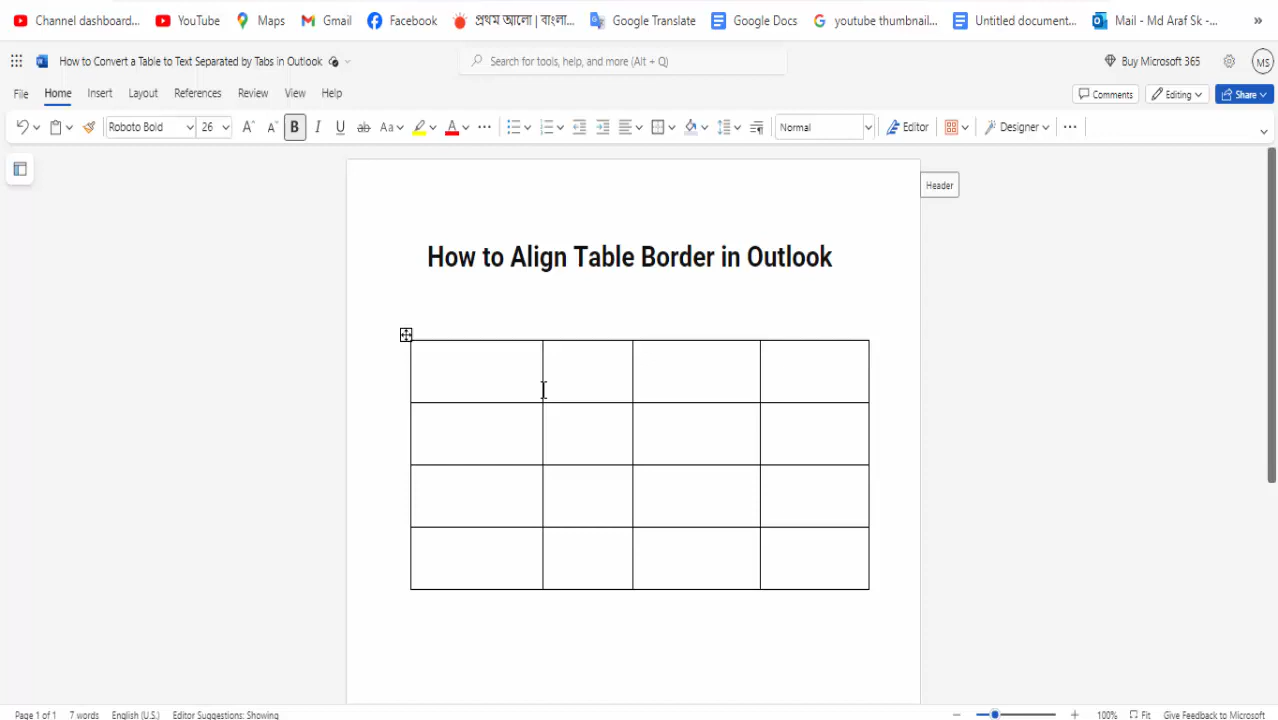 Channel dashboard... YouTube Maps Gmail Facebook প্রথম আলো | বাংলা... Google Translate Google Docs youtube thumbnail... Untitled document... Mail - Md Araf Sk -... »
How to Convert a Table to Text Separated by Tabs in Outlook Search for tools, help, and more (Alt + Q) Buy Microsoft 365 MS
File Home Insert Layout References Review View Help Comments Editing Share
Roboto Bold 26 A A B I U ab Aa A Normal Editor Designer
Header
How to Align Table Border in Outlook
Page 1 of 1 7 words English (U.S.) Editor Suggestions: Showing 100% Fit Give Feedback to Microsoft